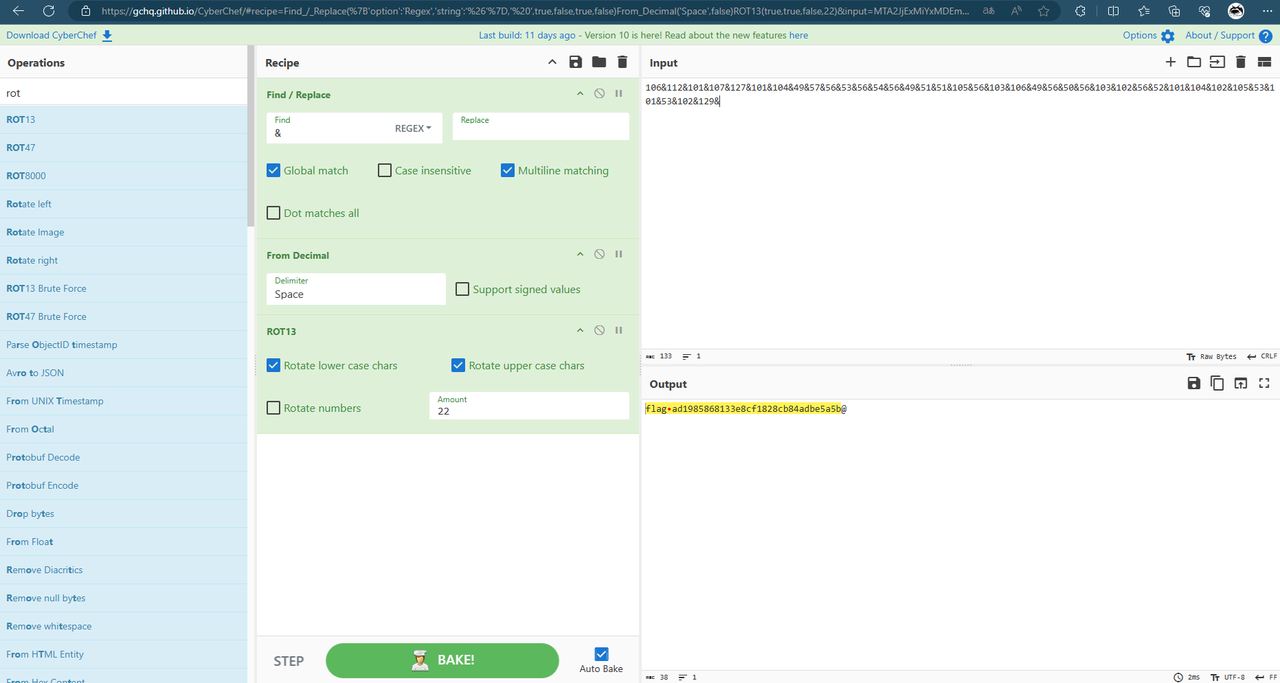 https://gchq.github.io/CyberChef/#recipe=Find_/_Replace(%7B'option':'Regex','string':'%26'%7D,'%20',true,false,true,false)From_Decimal('Space',false)ROT13(true,true,false,22)&input=MTA2JjExMiYxMDEm...
Download CyberChef
Last build: 11 days ago - Version 10 is here! Read about the new features here
Options
About / Support
Operations
rot
ROT13
ROT47
ROT8000
Rotate left
Rotate Image
Rotate right
ROT13 Brute Force
ROT47 Brute Force
Parse ObjectID timestamp
Avro to JSON
From UNIX Timestamp
From Octal
Protobuf Decode
Protobuf Encode
Drop bytes
From Float
Remove Diacritics
Remove null bytes
Remove whitespace
From HTML Entity
From Hex Content
Recipe
Find / Replace
Find
&
REGEX
Replace
Global match
Case insensitive
Multiline matching
Dot matches all
From Decimal
Delimiter
Space
Support signed values
ROT13
Rotate lower case chars
Rotate upper case chars
Rotate numbers
Amount
22
STEP
BAKE!
Auto Bake
Input
106&112&101&107&127&101&104&49&57&56&53&56&54&56&49&51&51&105&56&103&106&49&56&50&56&103&102&56&52&101&104&102&105&53&1
01&53&102&129&
133
1
Raw Bytes
CRLF
Output
flag•ad1985868133e8cf1828cb84adbe5a5b@
38
1
2ms
UTF-8
FF